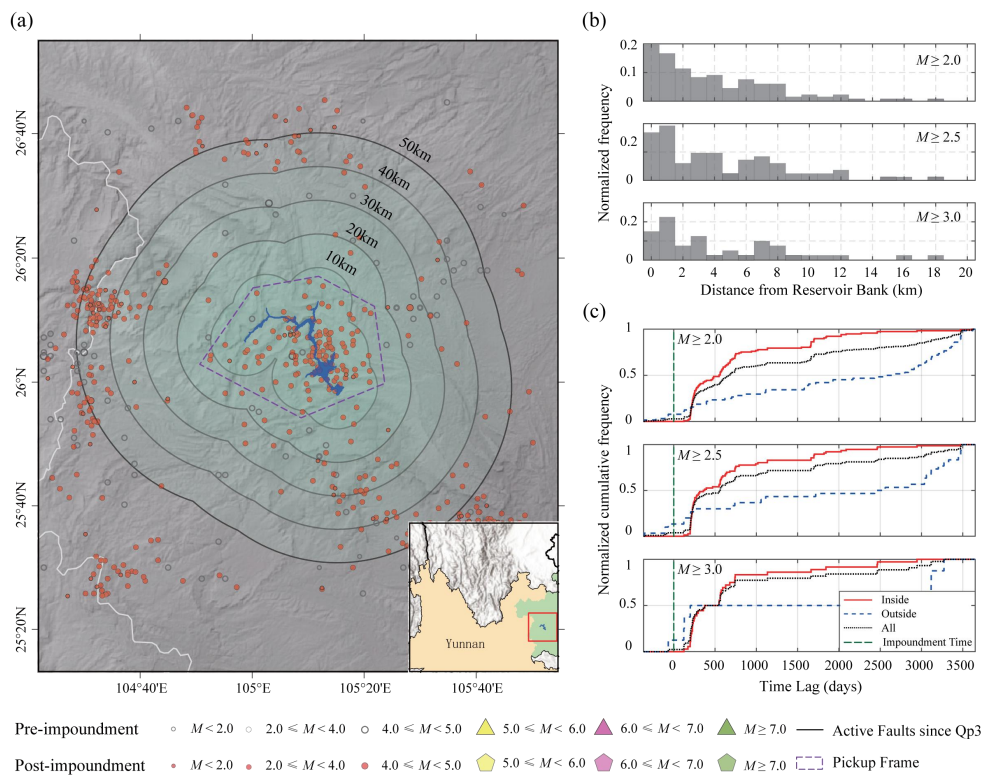 (a)
26°40'N
26°20'N
26°N
25°40'N
25°20'N
104°40'E
105°E
105°20'E
105°40'E
50km
40km
30km
20km
10km
Yunnan
(b)
Normalized frequency
0.2
0.1
0
M ≥ 2.0
0.2
0
M ≥ 2.5
0.2
0
M ≥ 3.0
0 2 4 6 8 10 12 14 16 18 20
Distance from Reservoir Bank (km)
(c)
Normalized cumulative frequency
1
0.5
0
M ≥ 2.0
1
0.5
0
M ≥ 2.5
1
0.5
0
M ≥ 3.0
Inside
Outside
All
Impoundment Time
0 500 1000 1500 2000 2500 3000 3500
Time Lag (days)
Pre-impoundment M < 2.0 2.0 ⩽ M < 4.0 4.0 ⩽ M < 5.0 5.0 ⩽ M < 6.0 6.0 ⩽ M < 7.0 M ⩾ 7.0 Active Faults since Qp3
Post-impoundment M < 2.0 2.0 ⩽ M < 4.0 4.0 ⩽ M < 5.0 5.0 ⩽ M < 6.0 6.0 ⩽ M < 7.0 M ⩾ 7.0 Pickup Frame